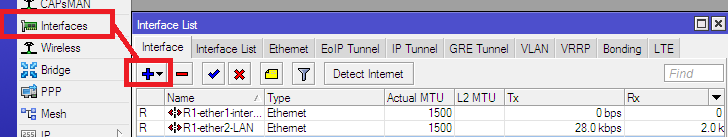 CAPsMAN
Interfaces
Wireless
Bridge
PPP
Mesh
IP
Interface List
Interface Interface List Ethernet EoIP Tunnel IP Tunnel GRE Tunnel VLAN VRRP Bonding LTE
Detect Internet Find
Name Type Actual MTU L2 MTU Tx Rx
R R1-ether1-inter... Ethernet 1500 0 bps
R R1-ether2-LAN Ethernet 1500 28.0 kbps 2.0 k